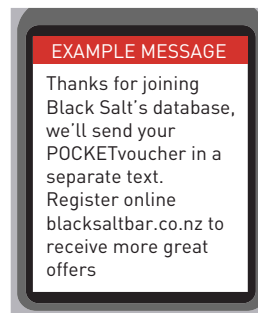 EXAMPLE MESSAGE
Thanks for joining
Black Salt's database,
we'll send your
POCKETvoucher in a
separate text.
Register online
blacksaltbar.co.nz to
receive more great
offers